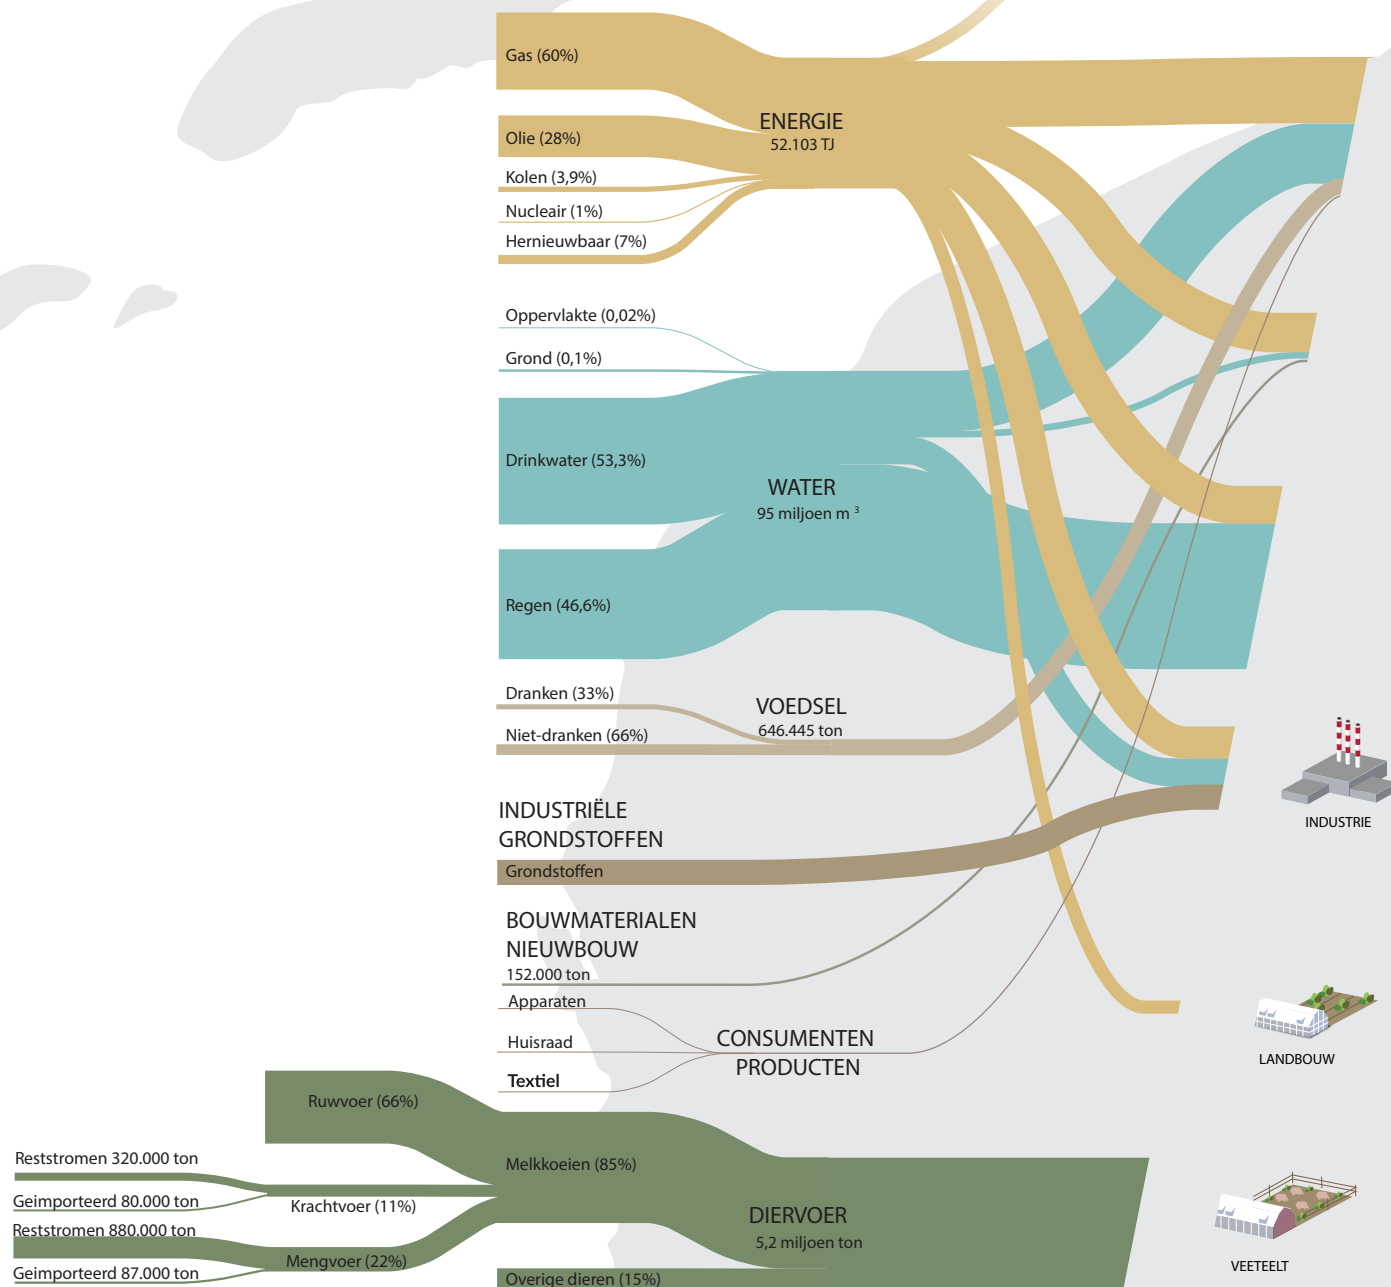 Gas (60%)
Olie (28%)
Kolen (3,9%)
Nucleair (1%)
Hernieuwbaar (7%)
ENERGIE
52.103 TJ
Oppervlakte (0,02%)
Grond (0,1%)
Drinkwater (53,3%)
Regen (46,6%)
WATER
95 miljoen m ³
Dranken (33%)
Niet-dranken (66%)
VOEDSEL
646.445 ton
INDUSTRIËLE
GRONDSTOFFEN
Grondstoffen
BOUWMATERIALEN
NIEUWBOUW
152.000 ton
Apparaten
Huisraad
Textiel
CONSUMENTEN
PRODUCTEN
Ruwvoer (66%)
Reststromen 320.000 ton
Geimporteerd 80.000 ton
Krachtvoer (11%)
Reststromen 880.000 ton
Mengvoer (22%)
Geimporteerd 87.000 ton
Melkkoeien (85%)
Overige dieren (15%)
DIERVOER
5,2 miljoen ton
INDUSTRIE
LANDBOUW
VEETEELT